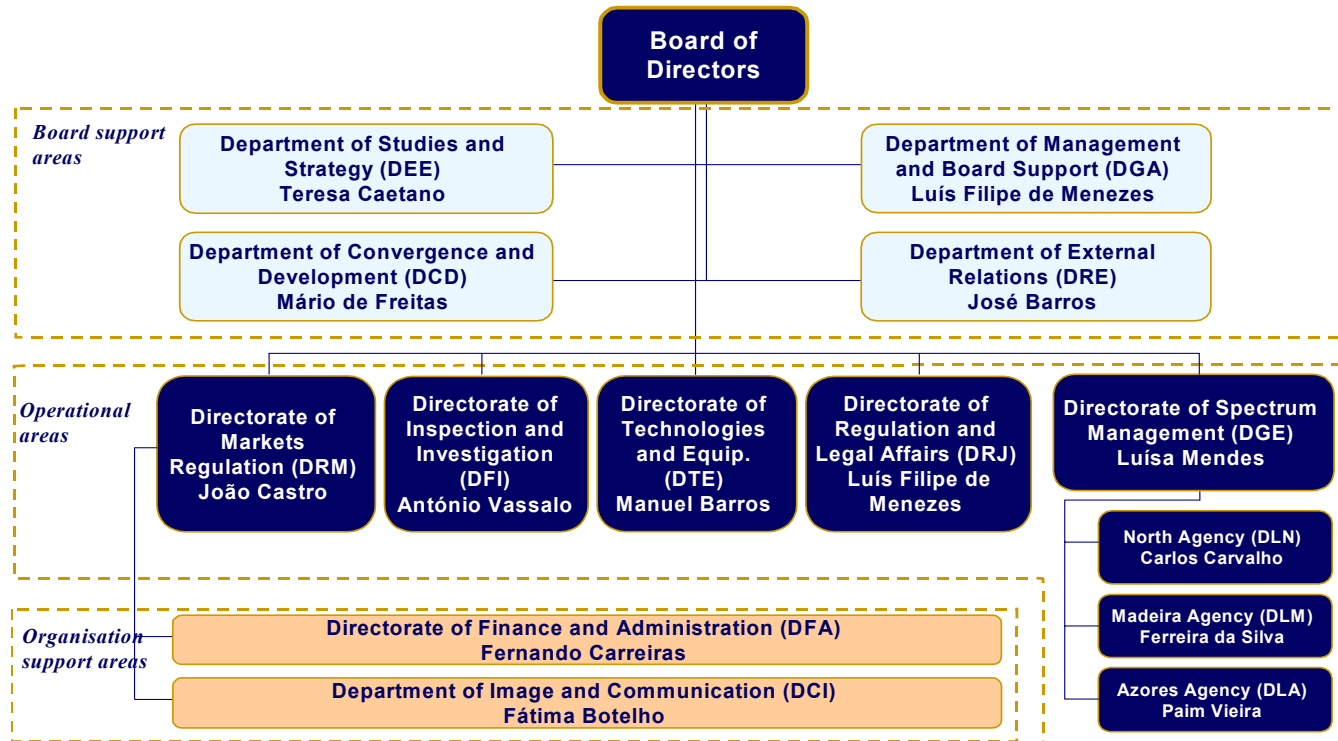 Board of
Directors
Board support
areas
Department of Studies and
Strategy (DEE)
Teresa Caetano
Department of Management
and Board Support (DGA)
Luís Filipe de Menezes
Department of Convergence and
Development (DCD)
Mário de Freitas
Department of External
Relations (DRE)
José Barros
Operational
areas
Directorate of
Markets
Regulation (DRM)
João Castro
Directorate of
Inspection and
Investigation
(DFI)
António Vassalo
Directorate of
Technologies
and Equip.
(DTE)
Manuel Barros
Directorate of
Regulation and
Legal Affairs (DRJ)
Luís Filipe de
Menezes
Directorate of Spectrum
Management (DGE)
Luísa Mendes
North Agency (DLN)
Carlos Carvalho
Madeira Agency (DLM)
Ferreira da Silva
Azores Agency (DLA)
Paim Vieira
Organisation
support areas
Directorate of Finance and Administration (DFA)
Fernando Carreiras
Department of Image and Communication (DCI)
Fátima Botelho